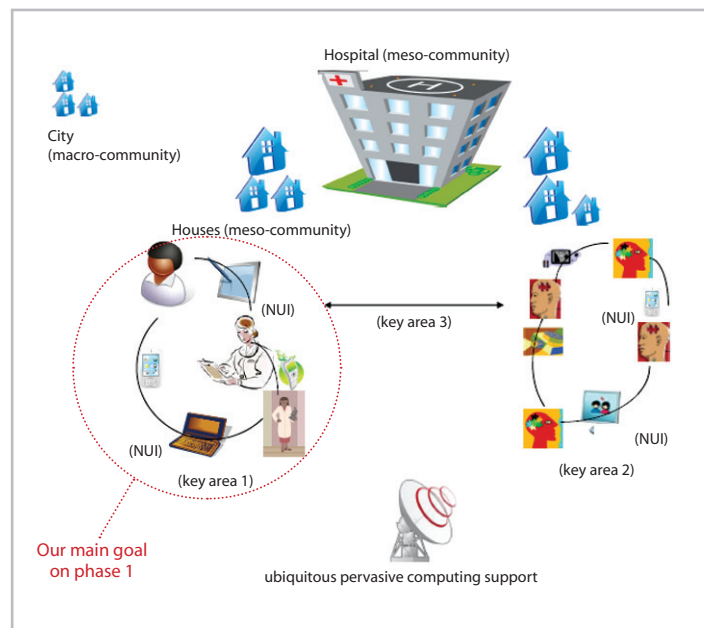 Hospital (meso-community)
H
City
(macro-community)
Houses (meso-community)
(NUI)
(key area 3)
(NUI)
(NUI)
(key area 1)
(NUI)
(key area 2)
Our main goal
on phase 1
ubiquitous pervasive computing support